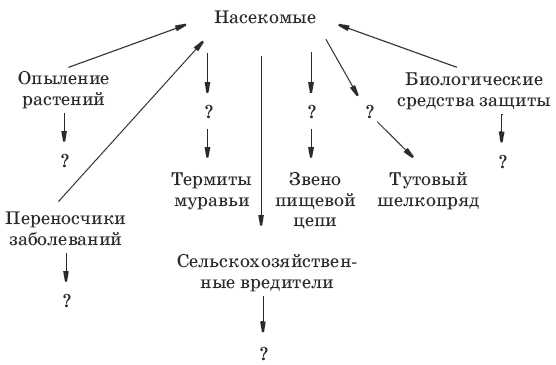 Насекомые
Опыление
растений
?
?
?
?
Биологические
средства защиты
?
Термиты
муравьи
Звено
пищевой
цепи
Тутовый
шелкопряд
Переносчики
заболеваний
?
Сельскохозяйствен-
ные вредители
?